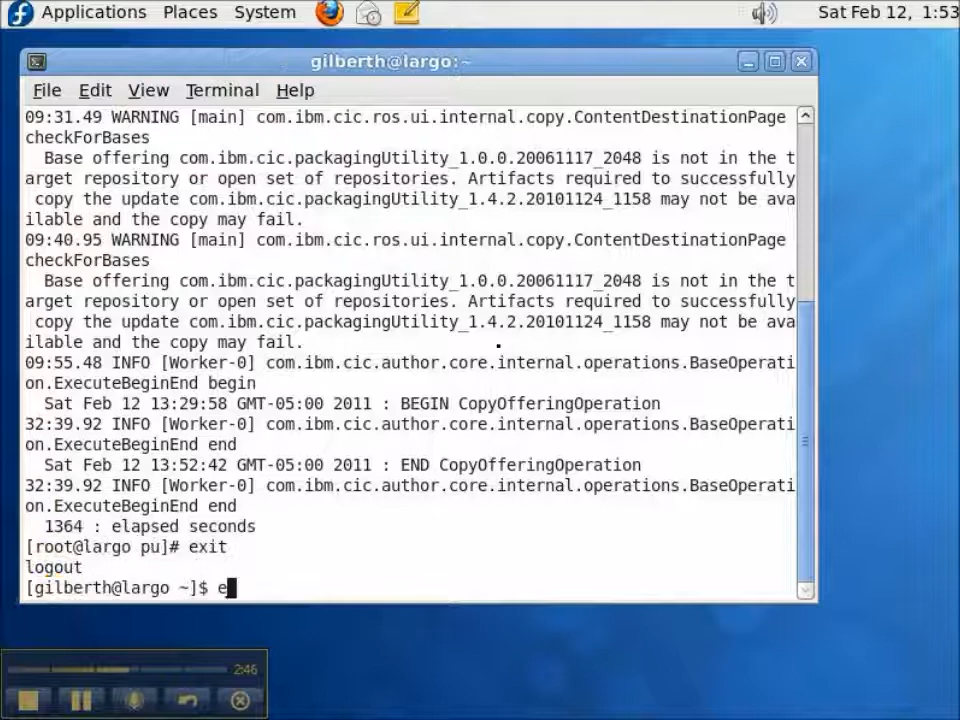 Applications Places System Sat Feb 12, 1:53
gilberth@largo:~
File Edit View Terminal Help
09:31.49 WARNING [main] com.ibm.cic.ros.ui.internal.copy.ContentDestinationPage
checkForBases
  Base offering com.ibm.cic.packagingUtility_1.0.0.20061117_2048 is not in the t
arget repository or open set of repositories. Artifacts required to successfully
 copy the update com.ibm.cic.packagingUtility_1.4.2.20101124_1158 may not be ava
ilable and the copy may fail.
09:40.95 WARNING [main] com.ibm.cic.ros.ui.internal.copy.ContentDestinationPage
checkForBases
  Base offering com.ibm.cic.packagingUtility_1.0.0.20061117_2048 is not in the t
arget repository or open set of repositories. Artifacts required to successfully
 copy the update com.ibm.cic.packagingUtility_1.4.2.20101124_1158 may not be ava
ilable and the copy may fail.
09:55.48 INFO [Worker-0] com.ibm.cic.author.core.internal.operations.BaseOperati
on.ExecuteBeginEnd begin
  Sat Feb 12 13:29:58 GMT-05:00 2011 : BEGIN CopyOfferingOperation
32:39.92 INFO [Worker-0] com.ibm.cic.author.core.internal.operations.BaseOperati
on.ExecuteBeginEnd end
  Sat Feb 12 13:52:42 GMT-05:00 2011 : END CopyOfferingOperation
32:39.92 INFO [Worker-0] com.ibm.cic.author.core.internal.operations.BaseOperati
on.ExecuteBeginEnd end
  1364 : elapsed seconds
[root@largo pu]# exit
logout
[gilberth@largo ~]$ e
2:46